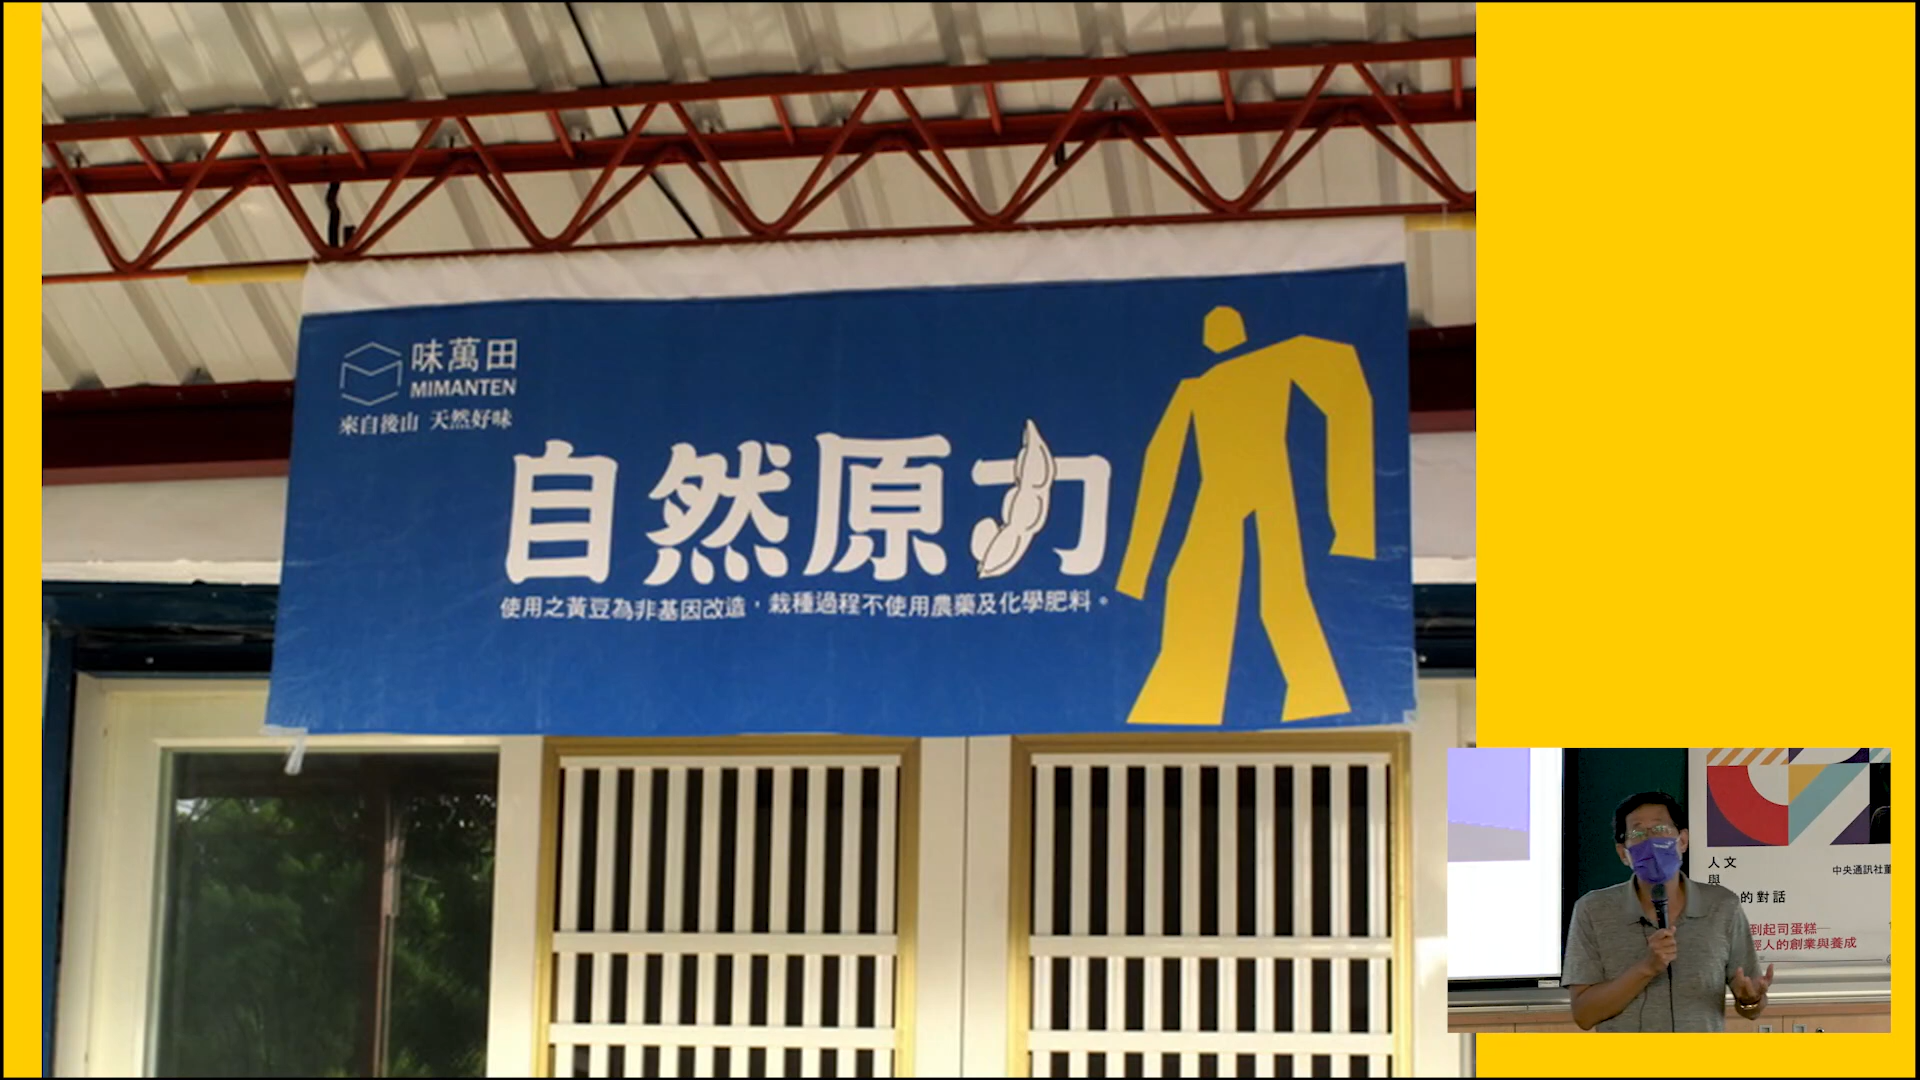 味萬田
MIMANTEN
來自後山 天然好味
自然原力
使用之黃豆為非基因改造，栽種過程不使用農藥及化學肥料。
人文
與
的對話
中央通訊社董
到起司蛋糕—
輕人的創業與養成